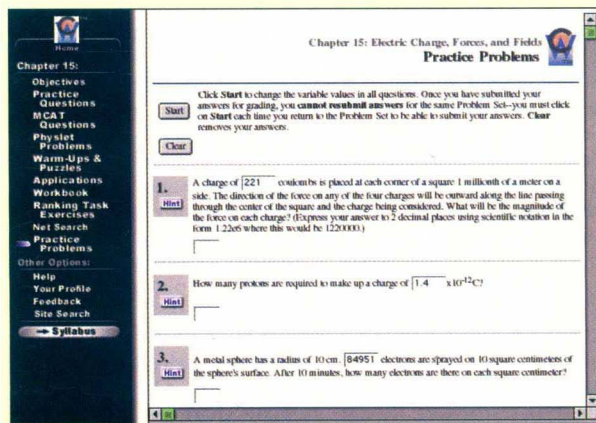 Home
Chapter 15:
Objectives
Practice
Questions
MCAT
Questions
Physlet
Problems
Warm-Ups &
Puzzles
Applications
Workbook
Ranking Task
Exercises
Net Search
Practice
Problems
Other Options:
Help
Your Profile
Feedback
Site Search
Syllabus
Chapter 15: Electric Charge, Forces, and Fields
Practice Problems
Start
Click Start to change the variable values in all questions. Once you have submitted your
answers for grading, you cannot resubmit answers for the same Problem Set--you must click
on Start each time you return to the Problem Set to be able to submit your answers. Clear
removes your answers.
Clear
1.
Hint
A charge of 221 coulombs is placed at each corner of a square 1 millionth of a meter on a
side. The direction of the force on any of the four charges will be outward along the line passing
through the center of the square and the charge being considered. What will be the magnitude of
the force on each charge? (Express your answer to 2 decimal places using scientific notation in the
form 1.22e6 where this would be 1220000.)
2.
Hint
How many protons are required to make up a charge of 1.4 x10-12C?
3.
Hint
A metal sphere has a radius of 10 cm. 84951 electrons are sprayed on 10 square centimeters of
the sphere's surface. After 10 minutes, how many electrons are there on each square centimeter?